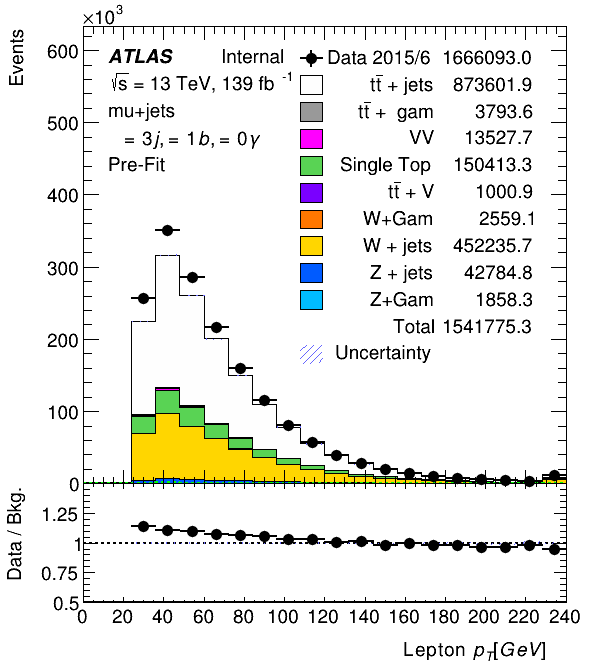 ×10³
Events
600
500
400
300
200
100
0
ATLAS Internal
√s = 13 TeV, 139 fb⁻¹
mu+jets
= 3j, = 1b, = 0γ
Pre-Fit
Data 2015/6 1666093.0
tt̄ + jets 873601.9
tt̄ + gam 3793.6
VV 13527.7
Single Top 150413.3
tt̄ + V 1000.9
W+Gam 2559.1
W + jets 452235.7
Z + jets 42784.8
Z+Gam 1858.3
Total 1541775.3
Uncertainty
Data / Bkg.
1.25
1
0.75
0.5
0 20 40 60 80 100 120 140 160 180 200 220 240
Lepton p_T[GeV]